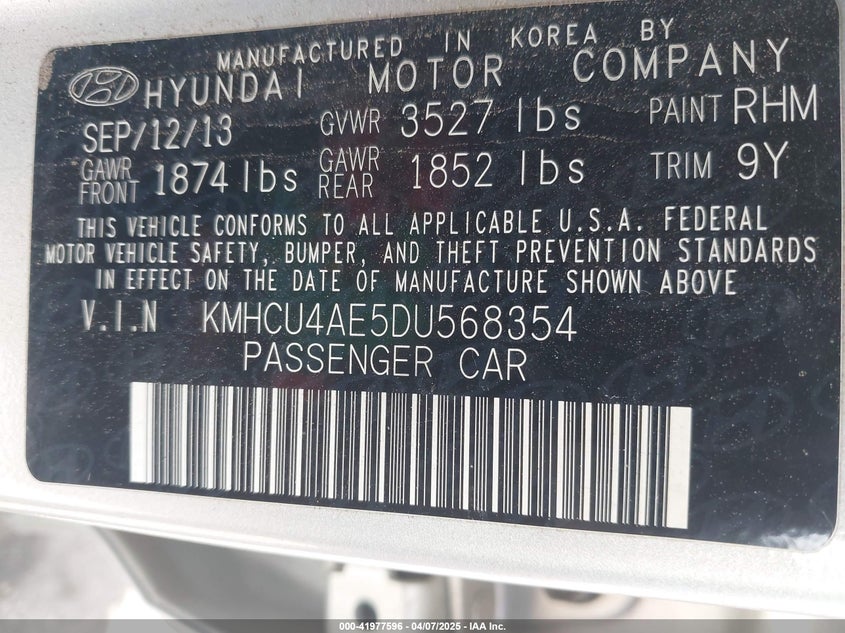 MANUFACTURED IN KOREA BY
HYUNDAI MOTOR COMPANY
SEP/12/13 GVWR 3527 lbs PAINT RHM
GAWR FRONT 1874 lbs GAWR REAR 1852 lbs TRIM 9Y
THIS VEHICLE CONFORMS TO ALL APPLICABLE U.S.A. FEDERAL
MOTOR VEHICLE SAFETY, BUMPER, AND THEFT PREVENTION STANDARDS
IN EFFECT ON THE DATE OF MANUFACTURE SHOWN ABOVE
V.I.N KMHCU4AE5DU568354
PASSENGER CAR
000-41977596 - 04/07/2025 - IAA Inc.